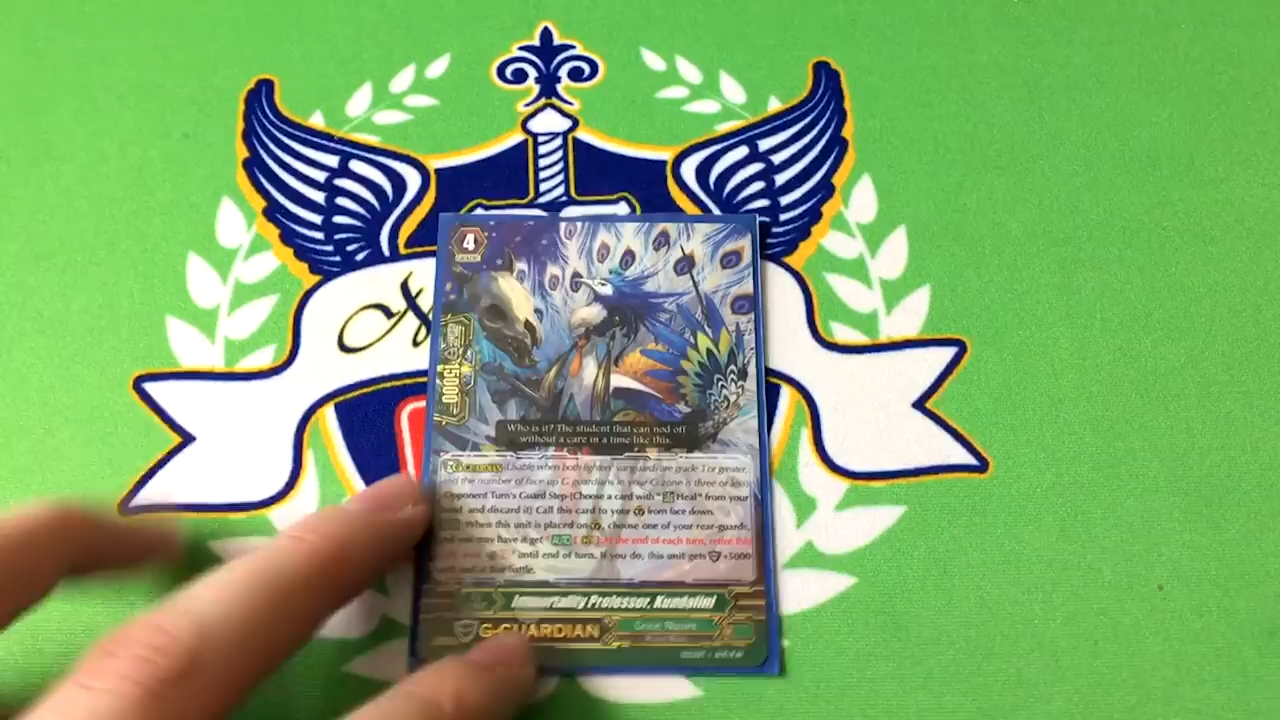 4
GRADE
15000
Who is it? The student that can nod off
without a care in a time like this.
G GUARDIAN (Usable when both fighters' vanguards are grade 3 or greater,
and the number of face up G guardians in your G zone is three or less)
Opponent Turn's Guard Step-[Choose a card with " Heal" from your
hand, and discard it] Call this card to your from face down.
When this unit is placed on , choose one of your rear-guards,
and you may have it get "AUTO( ):At the end of each turn, retire this
" until end of turn. If you do, this unit gets +5000
until end of that battle.
Immortality Professor, Kundalini
G-GUARDIAN
Great Nature